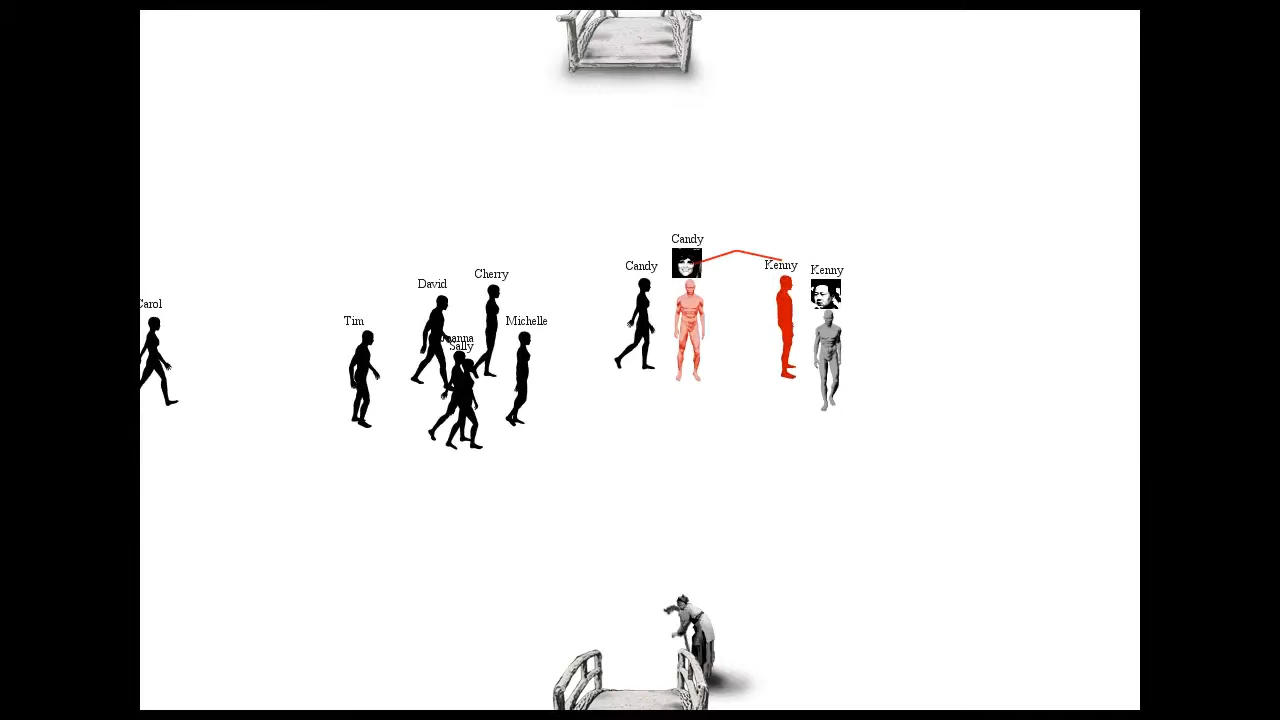 Candy
Candy
Kenny
Kenny
Cherry
David
Carol
Tim
Michelle
Sally